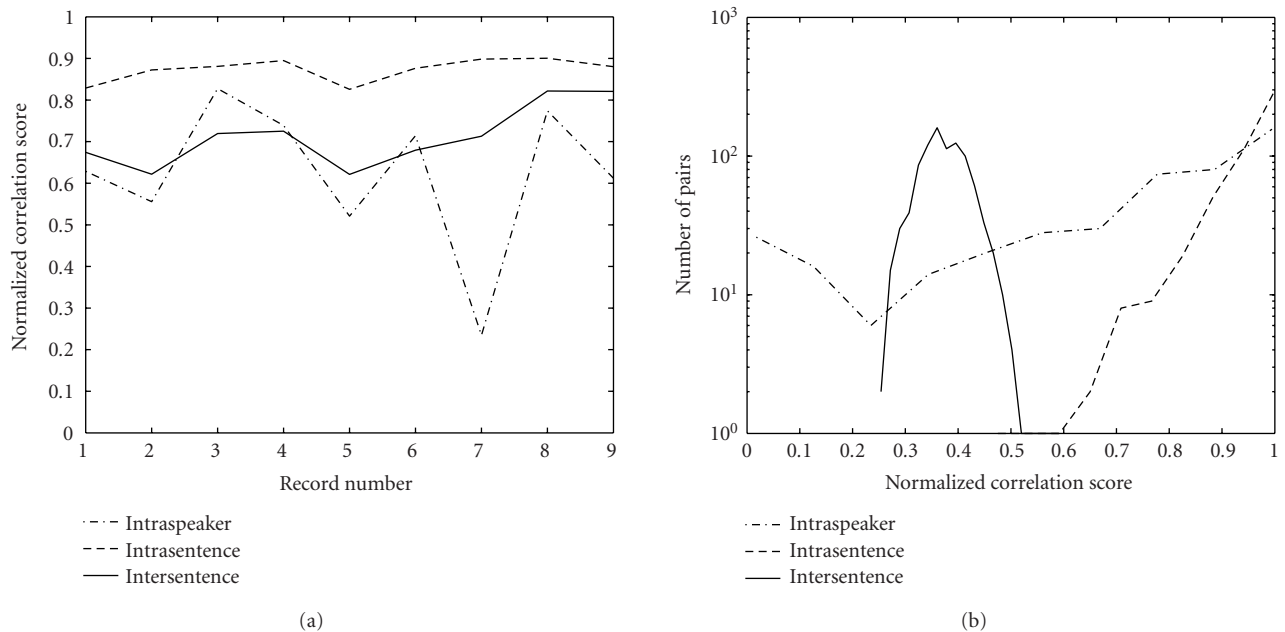 1
0.9
0.8
0.7
0.6
0.5
0.4
0.3
0.2
0.1
0
Normalized correlation score
1 2 3 4 5 6 7 8 9
Record number
Intraspeaker
Intrasentence
Intersentence
(a)
10³
10²
10¹
10⁰
Number of pairs
0 0.1 0.2 0.3 0.4 0.5 0.6 0.7 0.8 0.9 1
Normalized correlation score
Intraspeaker
Intrasentence
Intersentence
(b)